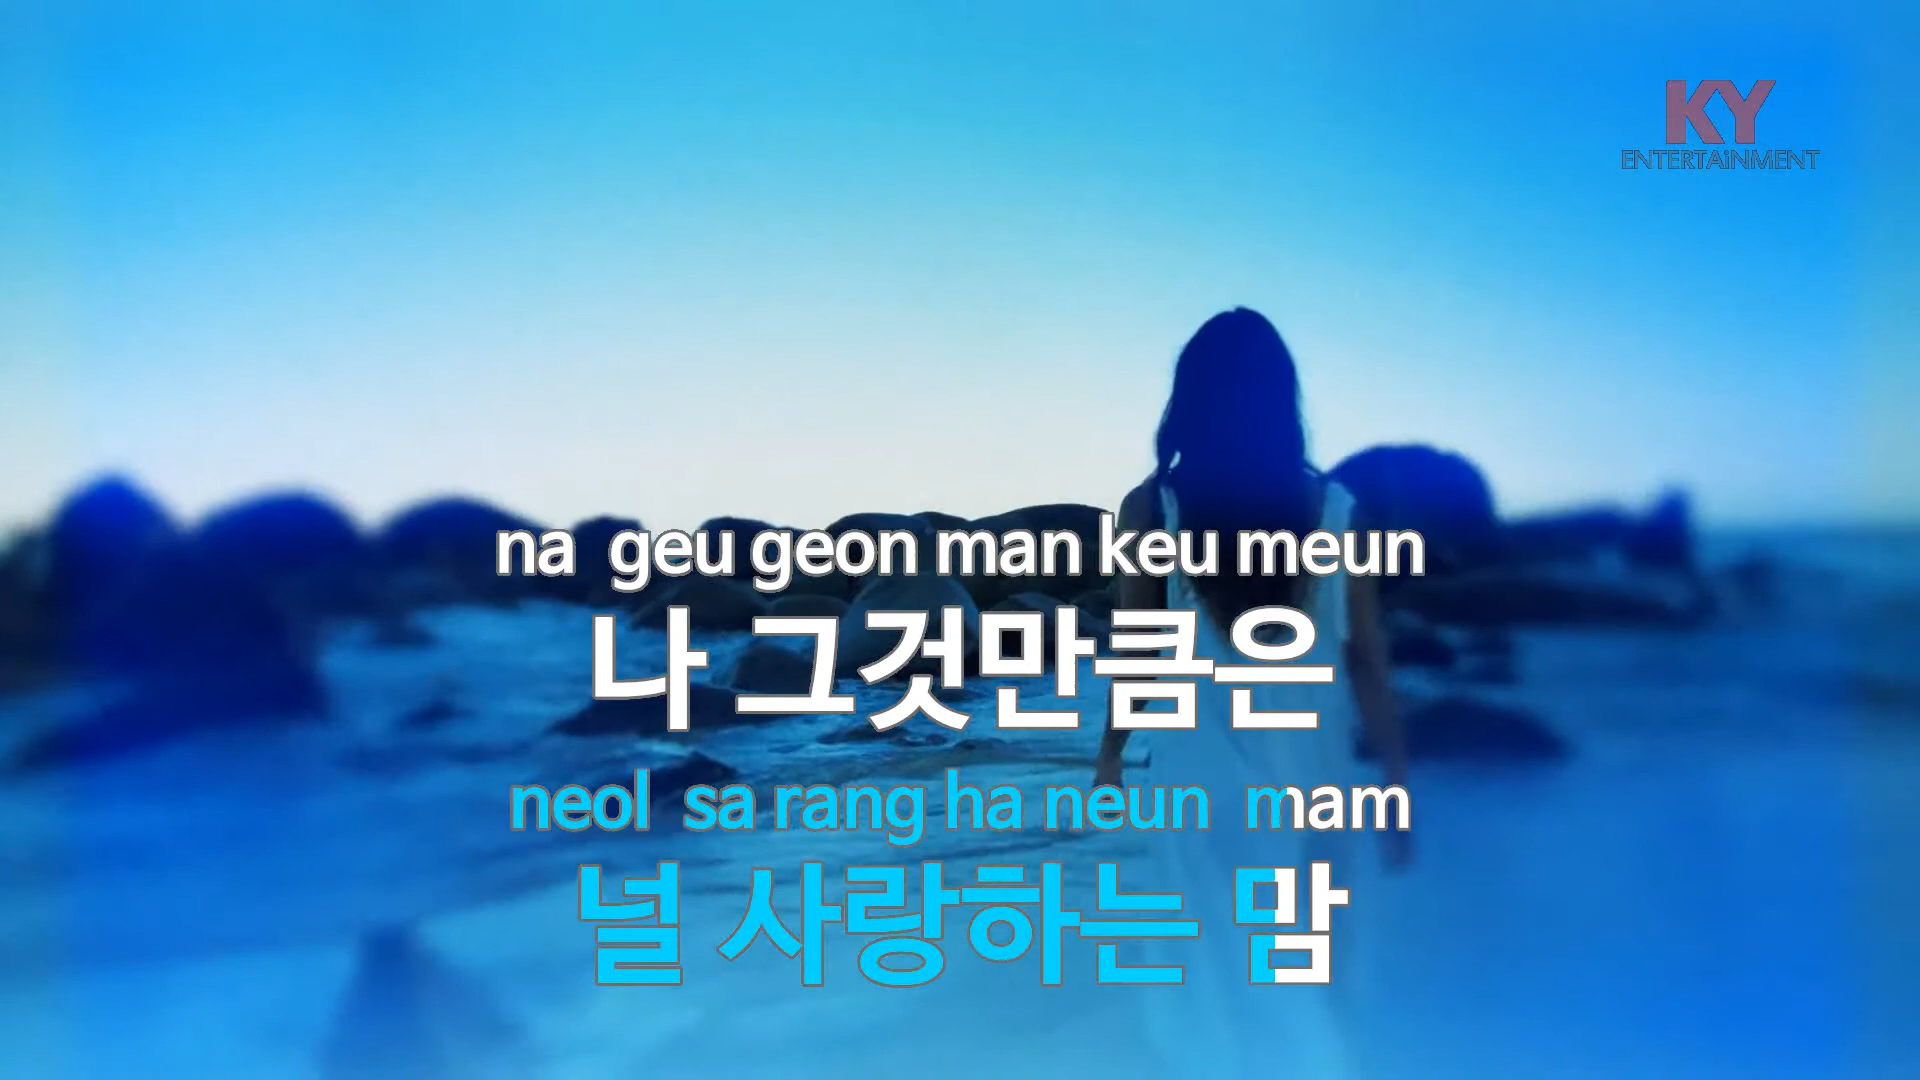 KY
ENTERTAiNMENT
na geu geon man keu meun
나 그것만큼은
neol sa rang ha neun mam
널 사랑하는 맘